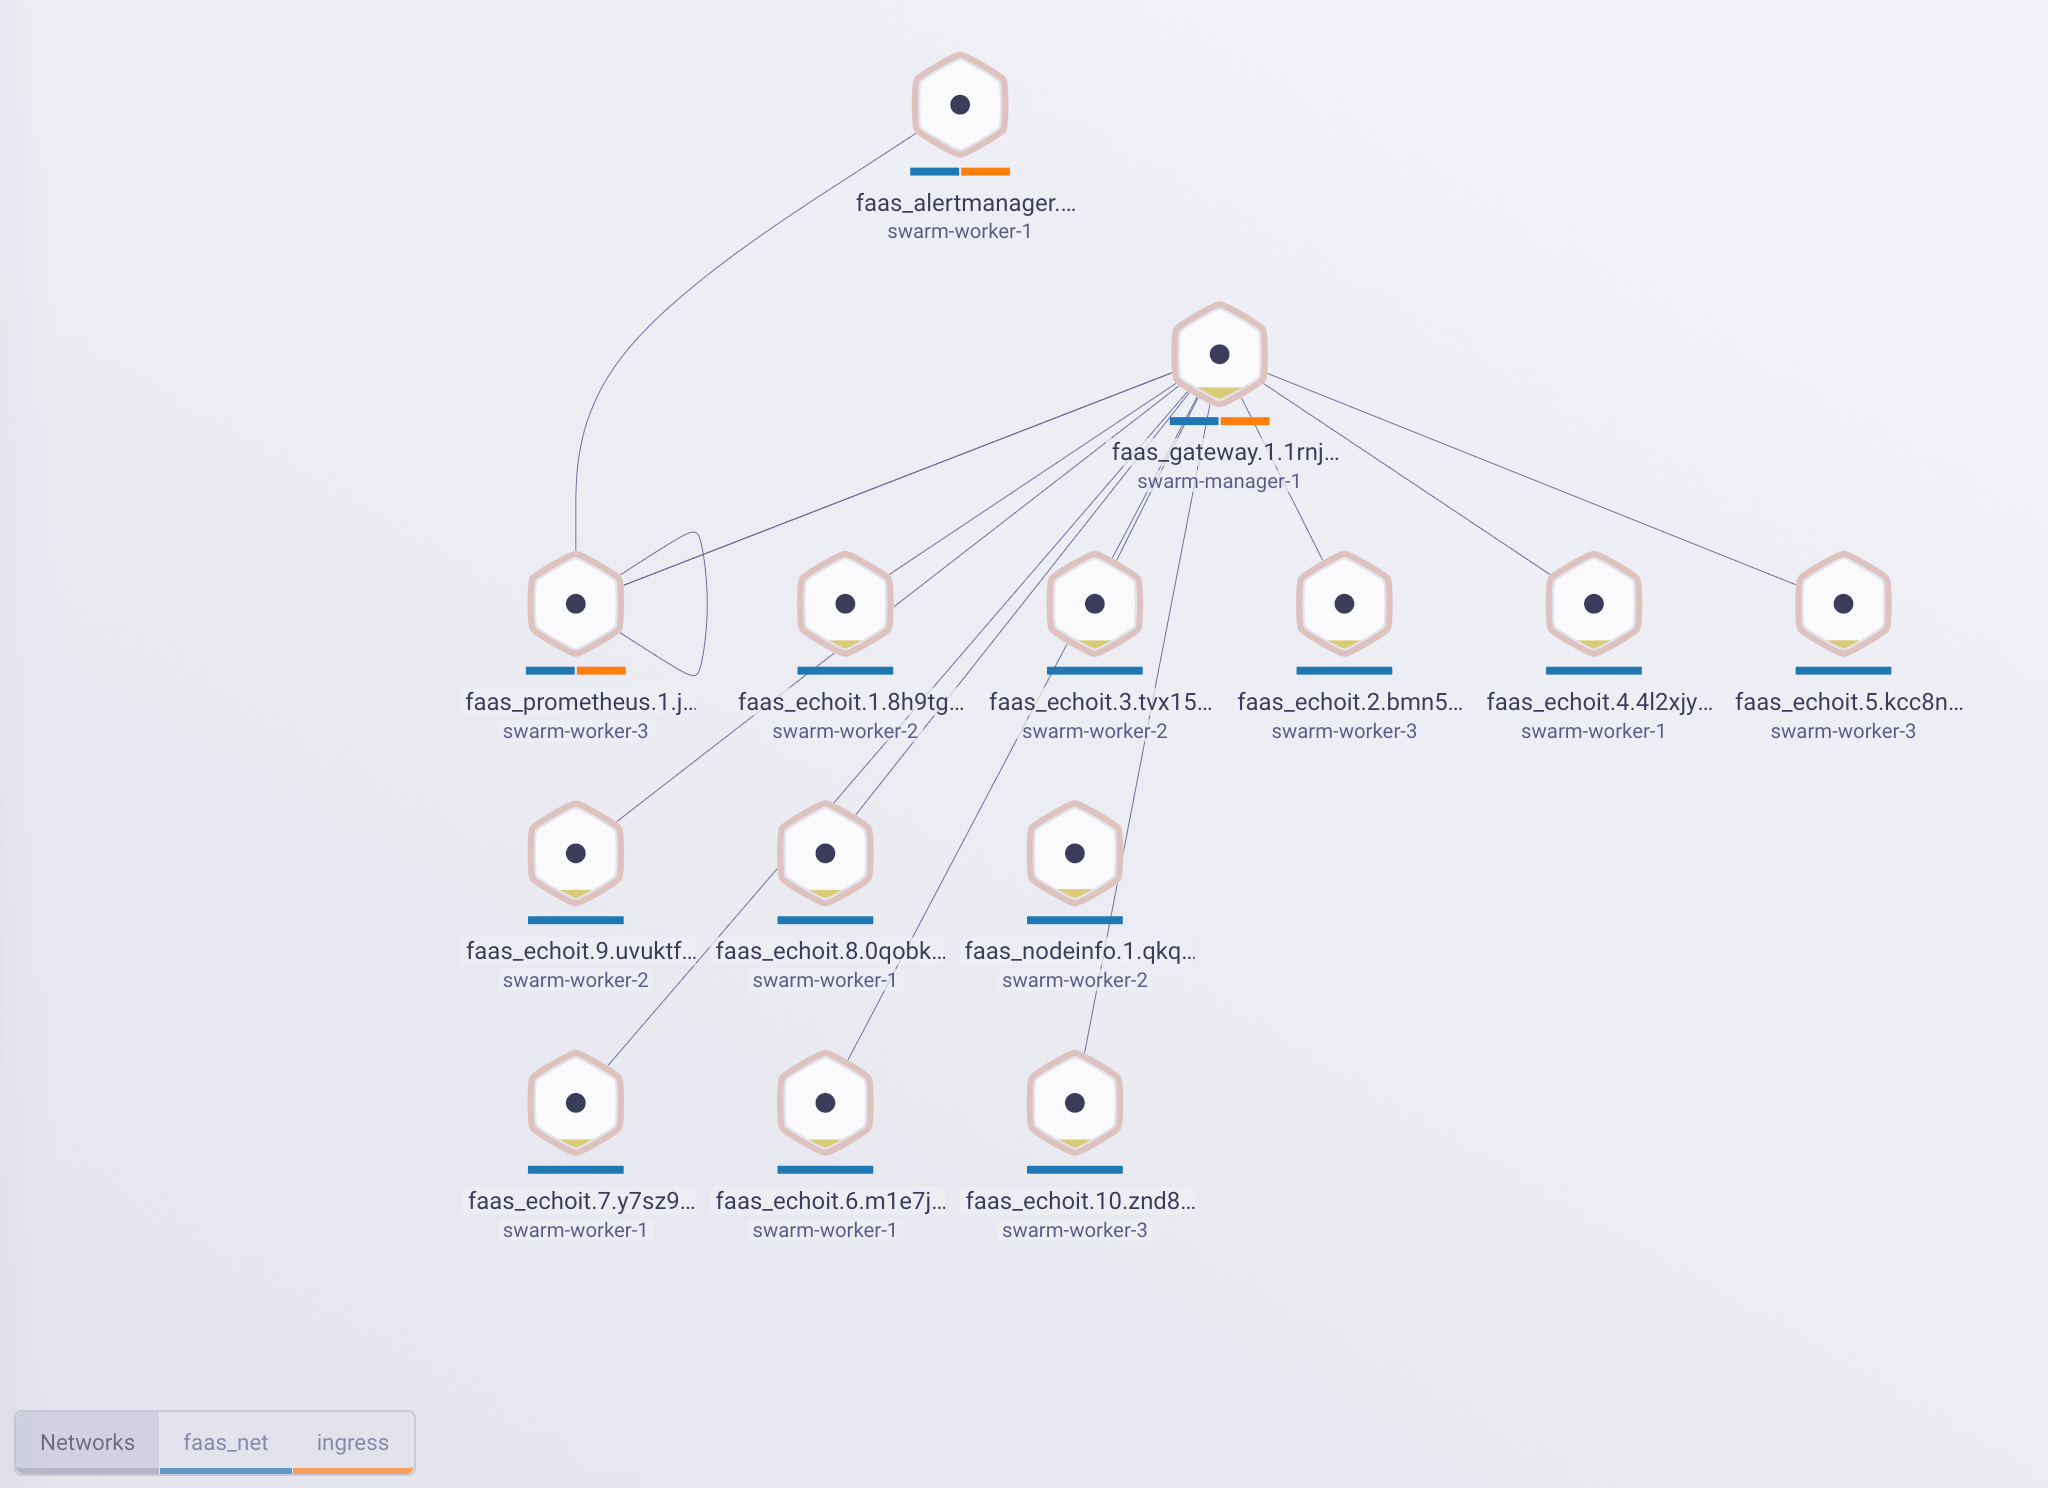 faas_alertmanager.…
swarm-worker-1
faas_gateway.1.1rnj…
swarm-manager-1
faas_prometheus.1.j…
swarm-worker-3
faas_echoit.1.8h9tg…
swarm-worker-2
faas_echoit.3.tvx15…
swarm-worker-2
faas_echoit.2.bmn5…
swarm-worker-3
faas_echoit.4.4l2xjy…
swarm-worker-1
faas_echoit.5.kcc8n…
swarm-worker-3
faas_echoit.9.uvuktf…
swarm-worker-2
faas_echoit.8.0qobk…
swarm-worker-1
faas_nodeinfo.1.qkq…
swarm-worker-2
faas_echoit.7.y7sz9…
swarm-worker-1
faas_echoit.6.m1e7j…
swarm-worker-1
faas_echoit.10.znd8…
swarm-worker-3
Networks
faas_net
ingress